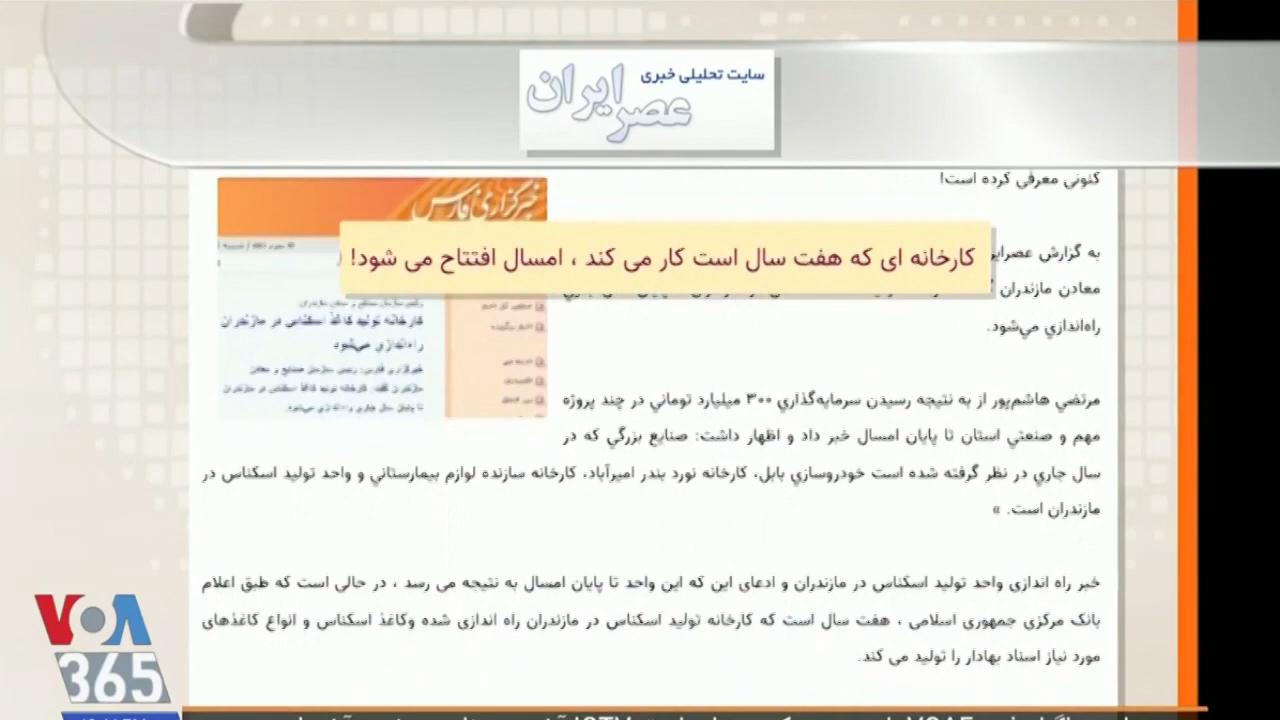 سایت تحلیلی خبری
عصر ایران
کنونی معرفی کرده است!
خبرگزاری فارس
کارخانه ای که هفت سال است کار می کند ، امسال افتتاح می شود!
به گزارش عصرایر
معادن مازندران
راه‌اندازي مي‌شود.
کارخانه تولید کاغذ اسکناس در مازندران
راه‌اندازی می‌شود
مرتضي هاشم‌پور از به نتيجه رسيدن سرمايه‌گذاري ۳۰۰ ميليارد توماني در چند پروژه
مهم و صنعتي استان تا پايان امسال خبر داد و اظهار داشت: صنايع بزرگي كه در
سال جاري در نظر گرفته شده است خودروسازي بابل، كارخانه نورد بندر اميرآباد، كارخانه سازنده لوازم بيمارستاني و واحد توليد اسكناس در
مازندران است. »
خبر راه اندازی واحد تولید اسکناس در مازندران و ادعای این که این واحد تا پایان امسال به نتیجه می رسد ، در حالی است که طبق اعلام
بانک مرکزی جمهوری اسلامی ، هفت سال است که کارخانه تولید اسکناس در مازندران راه اندازی شده وکاغذ اسکناس و انواع کاغذهای
مورد نیاز اسناد بهادار را تولید می کند.
VOA
365